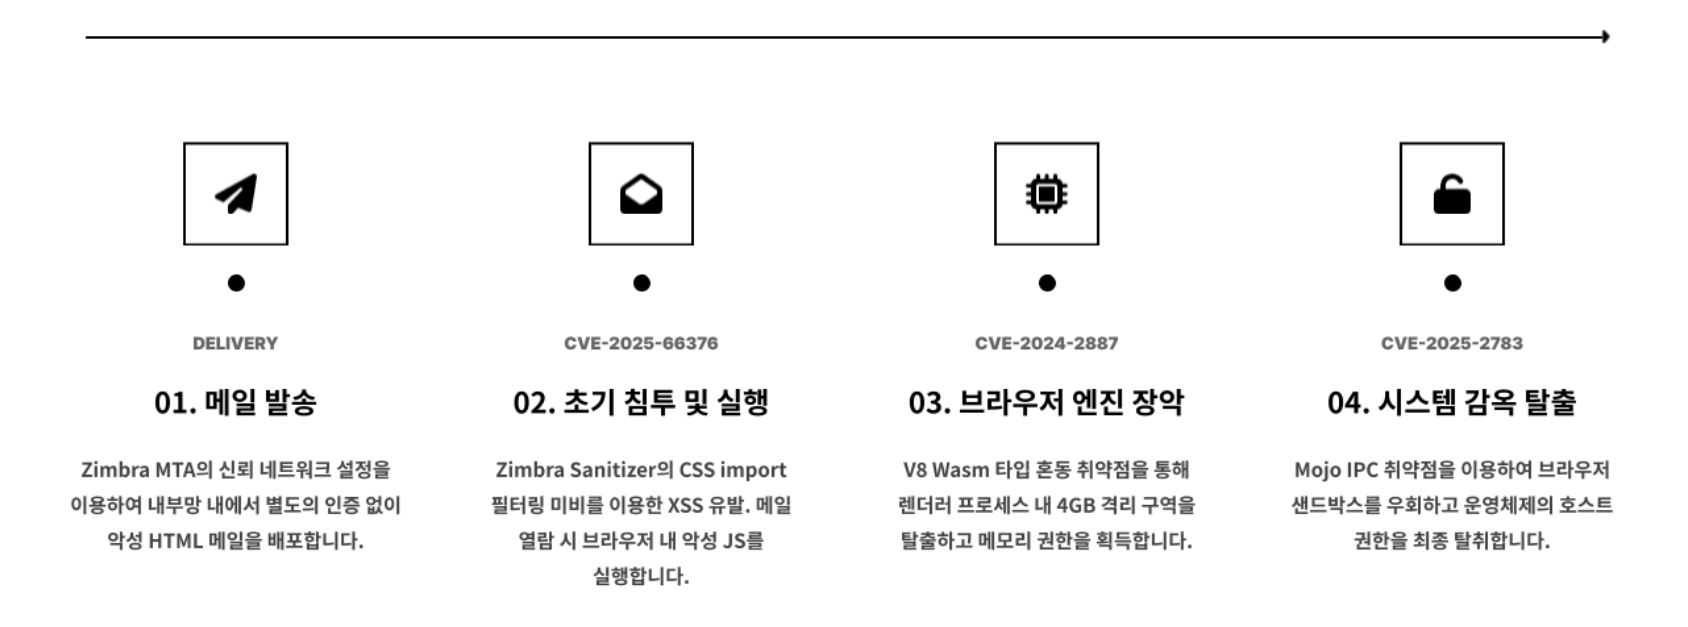 DELIVERY
01. 메일 발송
Zimbra MTA의 신뢰 네트워크 설정을
이용하여 내부망 내에서 별도의 인증 없이
악성 HTML 메일을 배포합니다.
CVE-2025-66376
02. 초기 침투 및 실행
Zimbra Sanitizer의 CSS import
필터링 미비를 이용한 XSS 유발. 메일
열람 시 브라우저 내 악성 JS를
실행합니다.
CVE-2024-2887
03. 브라우저 엔진 장악
V8 Wasm 타입 혼동 취약점을 통해
렌더러 프로세스 내 4GB 격리 구역을
탈출하고 메모리 권한을 획득합니다.
CVE-2025-2783
04. 시스템 감옥 탈출
Mojo IPC 취약점을 이용하여 브라우저
샌드박스를 우회하고 운영체제의 호스트
권한을 최종 탈취합니다.